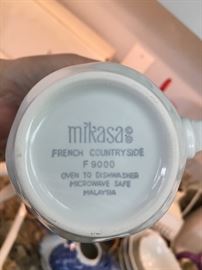 mikasa
FRENCH COUNTRYSIDE
F 9000
OVEN TO DISHWASHER
MICROWAVE SAFE
MALAYSIA